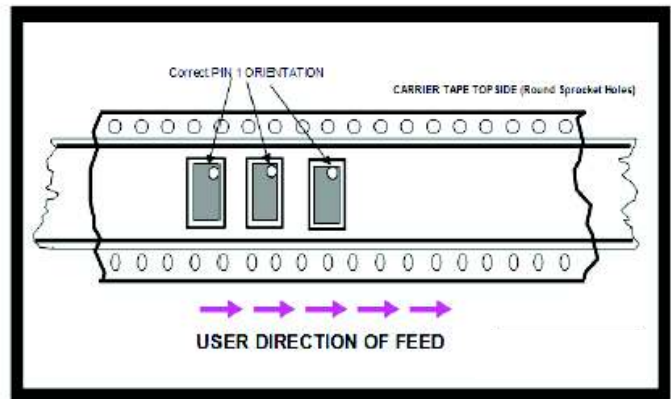 Correct PIN 1 ORIENTATION
CARRIER TAPE TOP SIDE (Round Sprocket Holes)
USER DIRECTION OF FEED